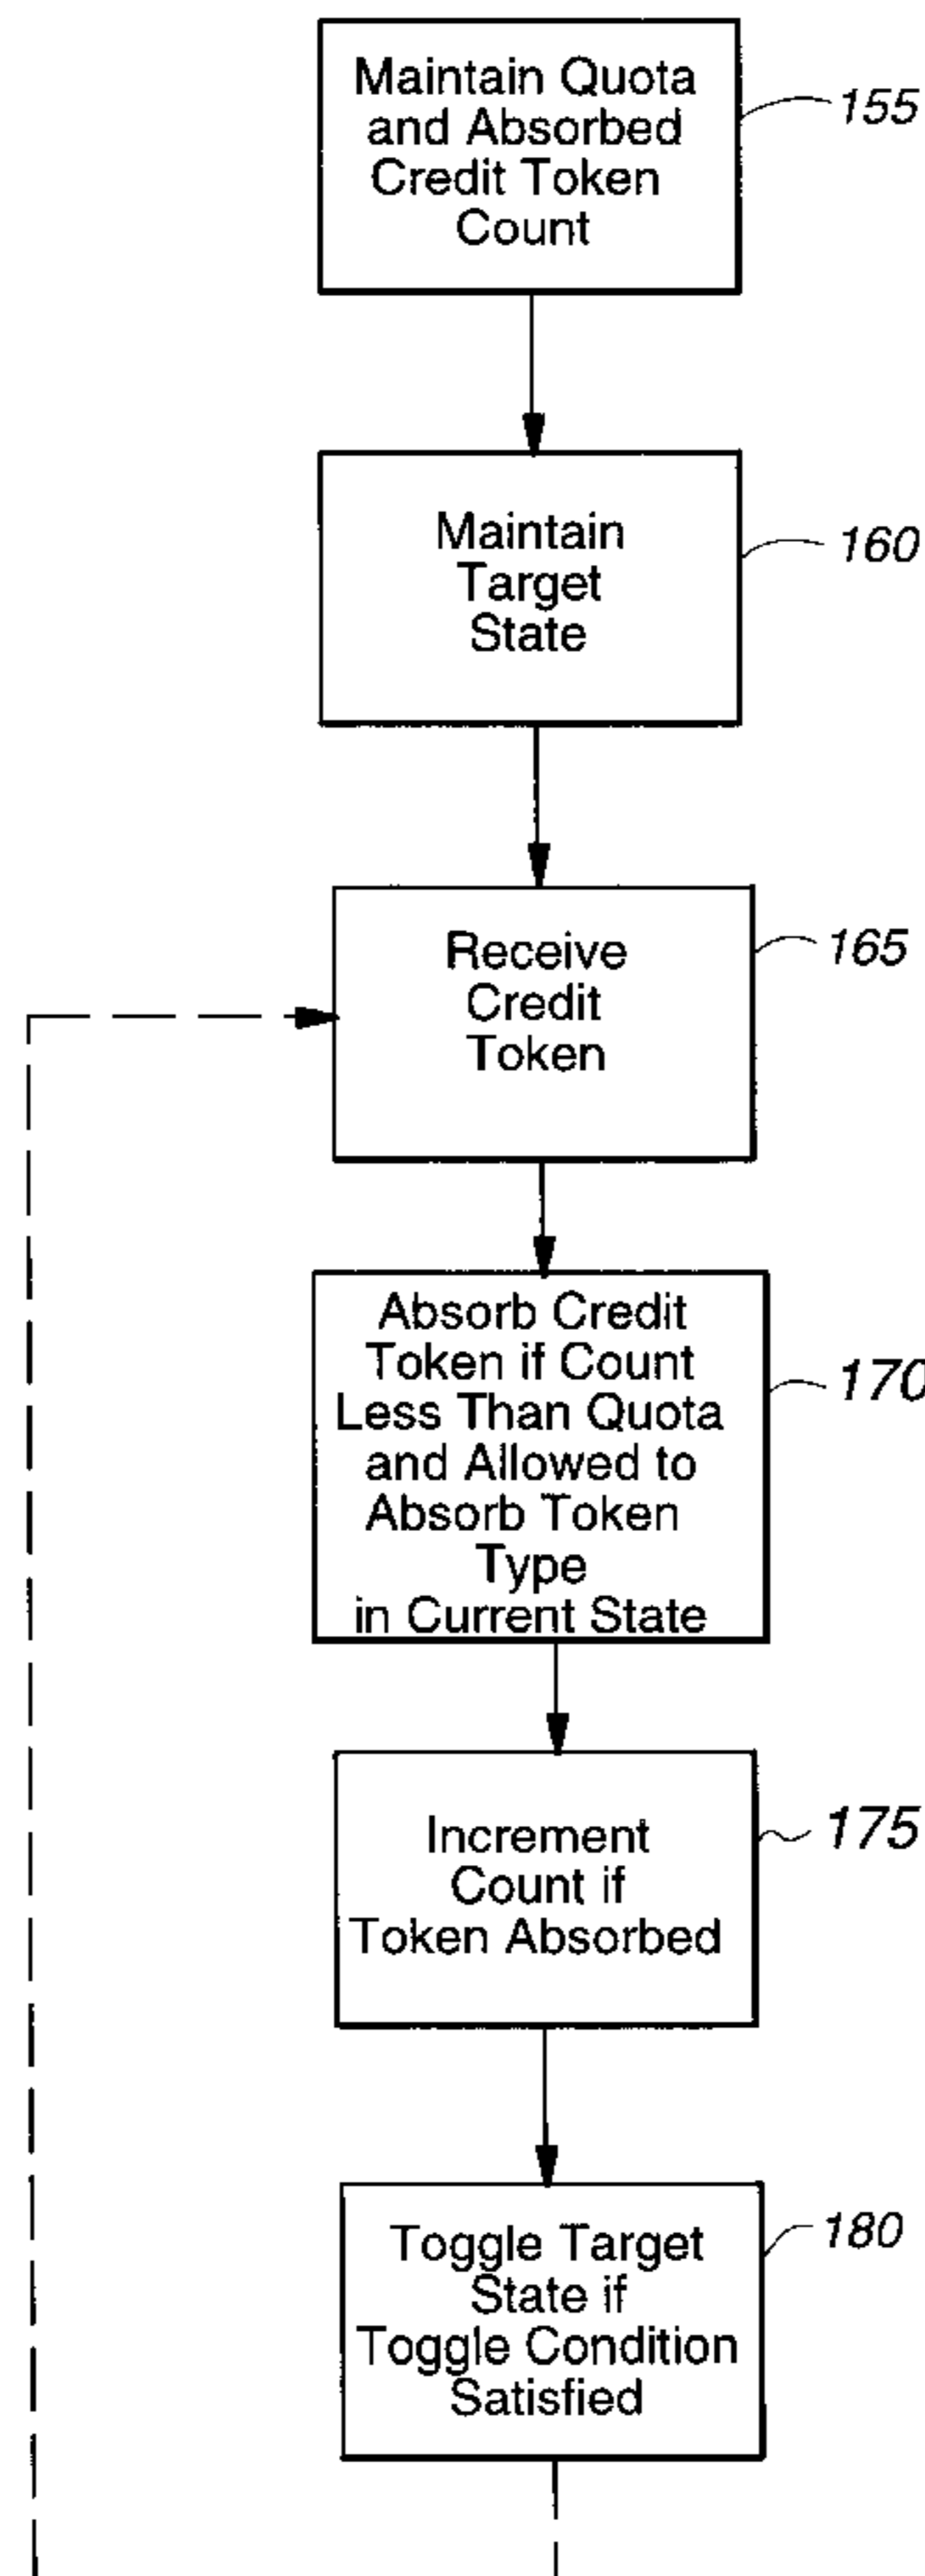 Maintain Quota
and Absorbed
Credit Token
Count
155
Maintain
Target
State
160
Receive
Credit
Token
165
Absorb Credit
Token if Count
Less Than Quota
and Allowed to
Absorb Token
Type
in Current State
170
Increment
Count if
Token Absorbed
175
Toggle Target
State if
Toggle Condition
Satisfied
180